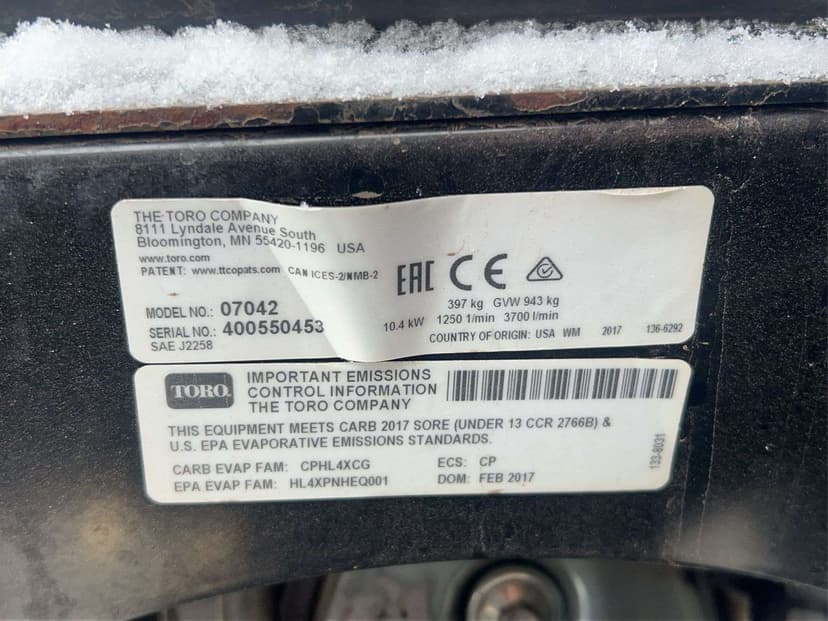 THE TORO COMPANY
8111 Lyndale Avenue South
Bloomington, MN 55420-1196 USA
www.toro.com
PATENT: www.ttcopats.com CAN ICES-2/NMB-2
EAC CE
397 kg GVW 943 kg
MODEL NO.: 07042
10.4 kW 1250 1/min 3700 l/min
SERIAL NO.: 400550453
COUNTRY OF ORIGIN: USA WM 2017 136-6292
SAE J2258
TORO
IMPORTANT EMISSIONS
CONTROL INFORMATION
THE TORO COMPANY
THIS EQUIPMENT MEETS CARB 2017 SORE (UNDER 13 CCR 2766B) &
U.S. EPA EVAPORATIVE EMISSIONS STANDARDS.
CARB EVAP FAM: CPHL4XCG ECS: CP
EPA EVAP FAM: HL4XPNHEQ001 DOM: FEB 2017
133-8031